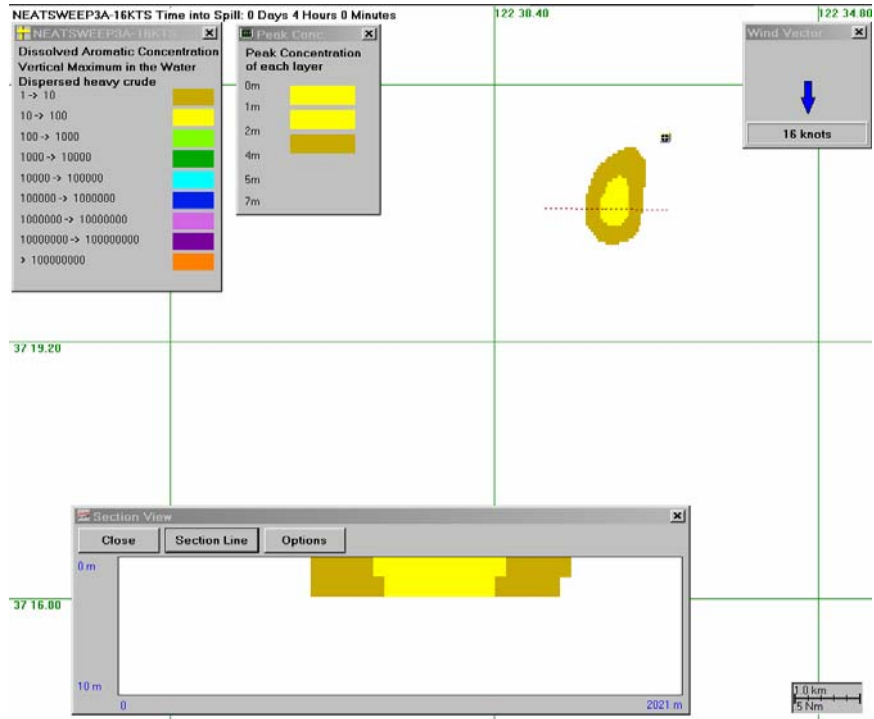 NEATSWEEP3A-16KTS Time into Spill: 0 Days 4 Hours 0 Minutes
122 38.40
122 34.80
NEATSWEEP3A-16KTS
Dissolved Aromatic Concentration
Vertical Maximum in the Water
Dispersed heavy crude
1 -> 10
10 -> 100
100 -> 1000
1000 -> 10000
10000 -> 100000
100000 -> 1000000
1000000 -> 10000000
10000000 -> 100000000
> 100000000
Peak Conc.
Peak Concentration
of each layer
0m
1m
2m
4m
5m
7m
Wind Vector
16 knots
37 19.20
37 16.00
Section View
Close Section Line Options
0 m
10 m
0 2021 m
1.0 km
.5 Nm